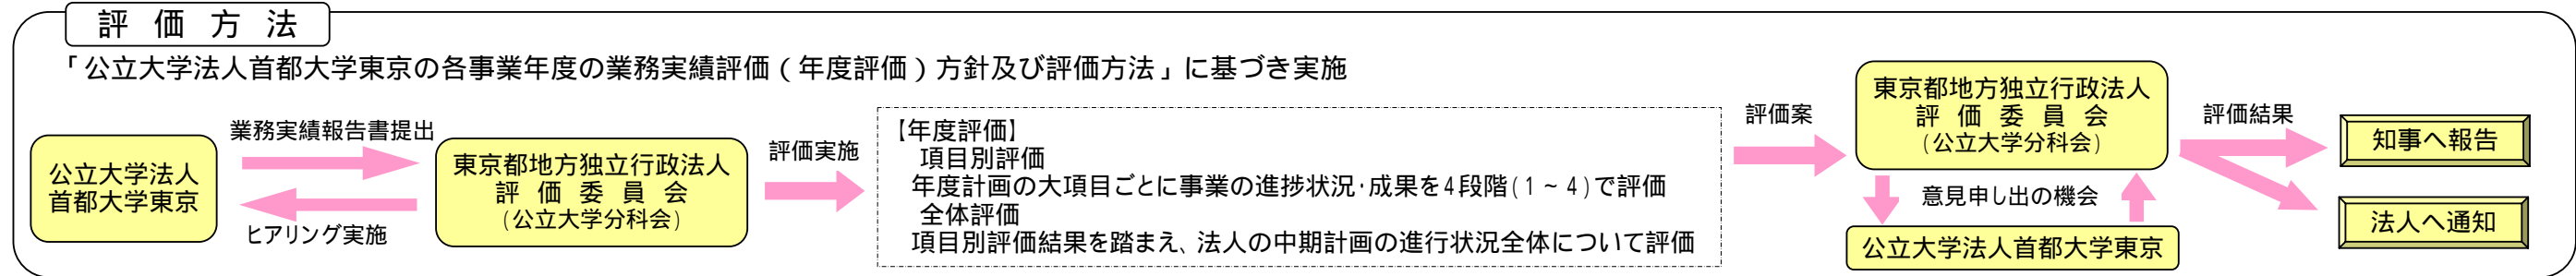 評価方法
「公立大学法人首都大学東京の各事業年度の業務実績評価(年度評価)方針及び評価方法」に基づき実施
公立大学法人
首都大学東京
業務実績報告書提出
ヒアリング実施
東京都地方独立行政法人
評価委員会
(公立大学分科会)
評価実施
【年度評価】
項目別評価
年度計画の大項目ごとに事業の進捗状況・成果を4段階(1~4)で評価
全体評価
項目別評価結果を踏まえ、法人の中期計画の進行状況全体について評価
評価案
東京都地方独立行政法人
評価委員会
(公立大学分科会)
意見申し出の機会
公立大学法人首都大学東京
評価結果
知事へ報告
法人へ通知